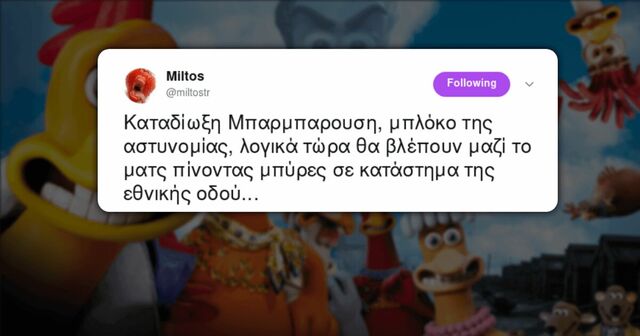 Miltos
@miltostr
Following
Καταδίωξη Μπαρμπαρουση, μπλόκο της
αστυνομίας, λογικά τώρα θα βλέπουν μαζί το
ματς πίνοντας μπύρες σε κατάστημα της
εθνικής οδού...